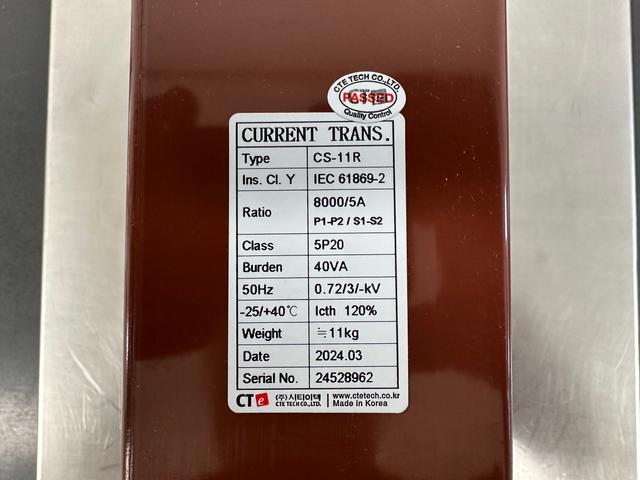 CTE TECH CO.,LTD.
PASSED
Quality Control
CURRENT TRANS.
Type CS-11R
Ins. Cl. Y IEC 61869-2
Ratio 8000/5A
P1-P2 / S1-S2
Class 5P20
Burden 40VA
50Hz 0.72/3/-kV
-25/+40℃ Icth 120%
Weight ≒11kg
Date 2024.03
Serial No. 24528962
CTe (주)시티이텍 www.ctetech.co.kr
CTE TECH CO.,LTD. Made in Korea